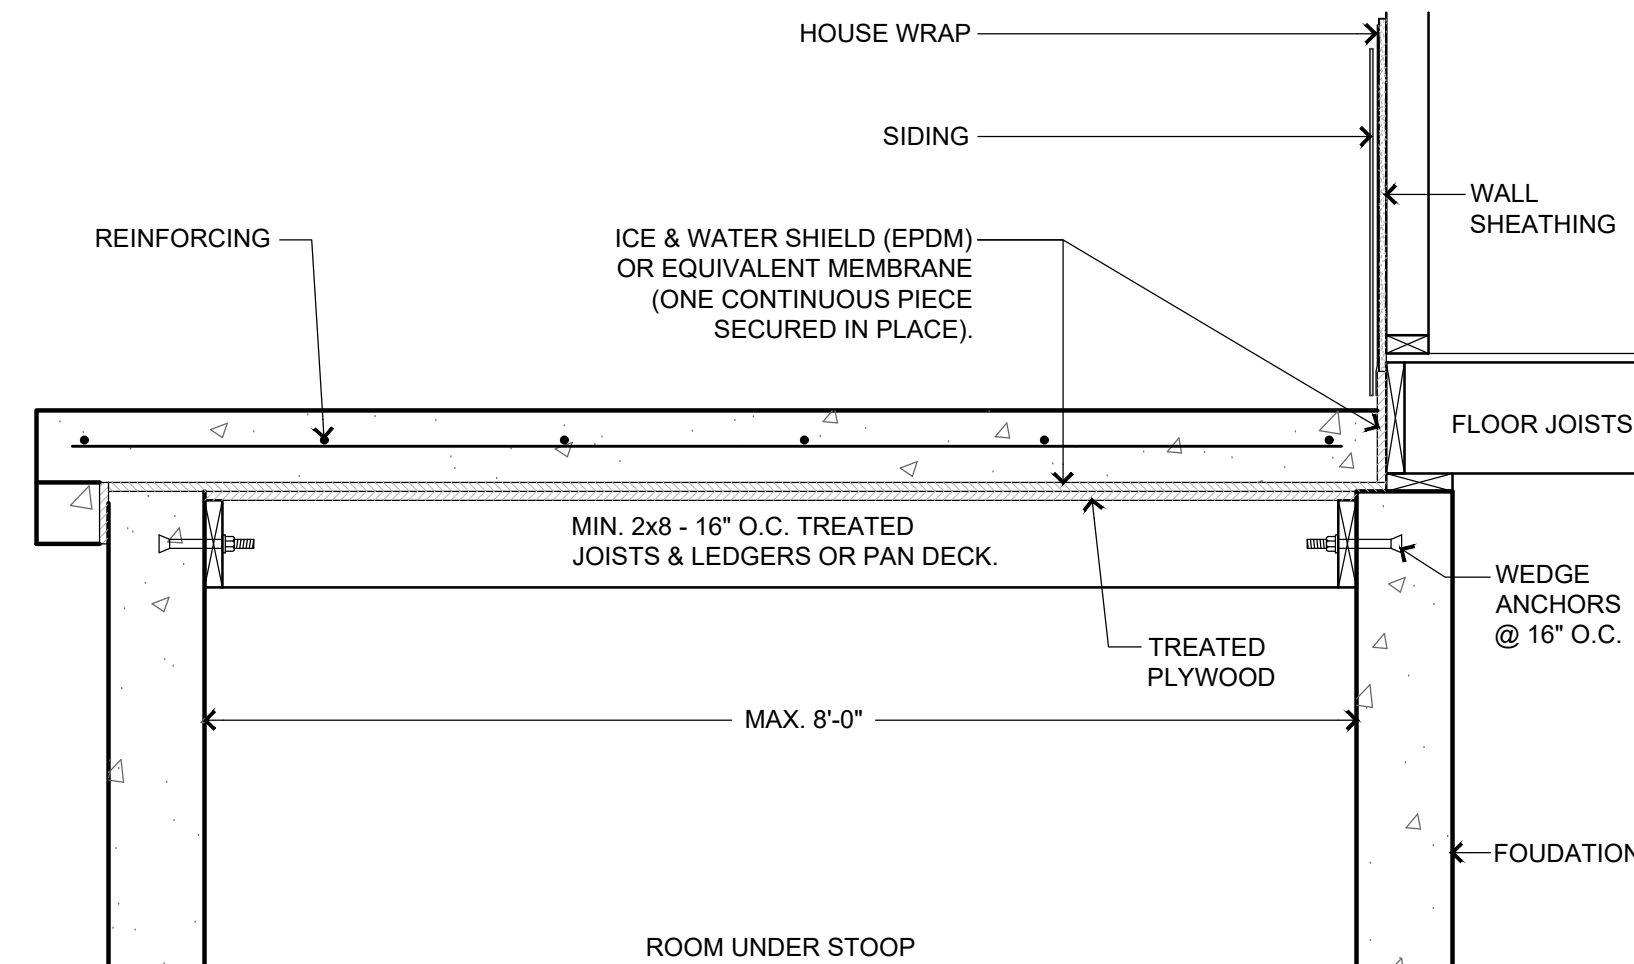 HOUSE WRAP
SIDING
WALL
SHEATHING
REINFORCING
ICE & WATER SHIELD (EPDM)
OR EQUIVALENT MEMBRANE
(ONE CONTINUOUS PIECE
SECURED IN PLACE).
FLOOR JOISTS
MIN. 2x8 - 16" O.C. TREATED
JOISTS & LEDGERS OR PAN DECK.
WEDGE
ANCHORS
@ 16" O.C.
TREATED
PLYWOOD
MAX. 8'-0"
FOUDATION
ROOM UNDER STOOP